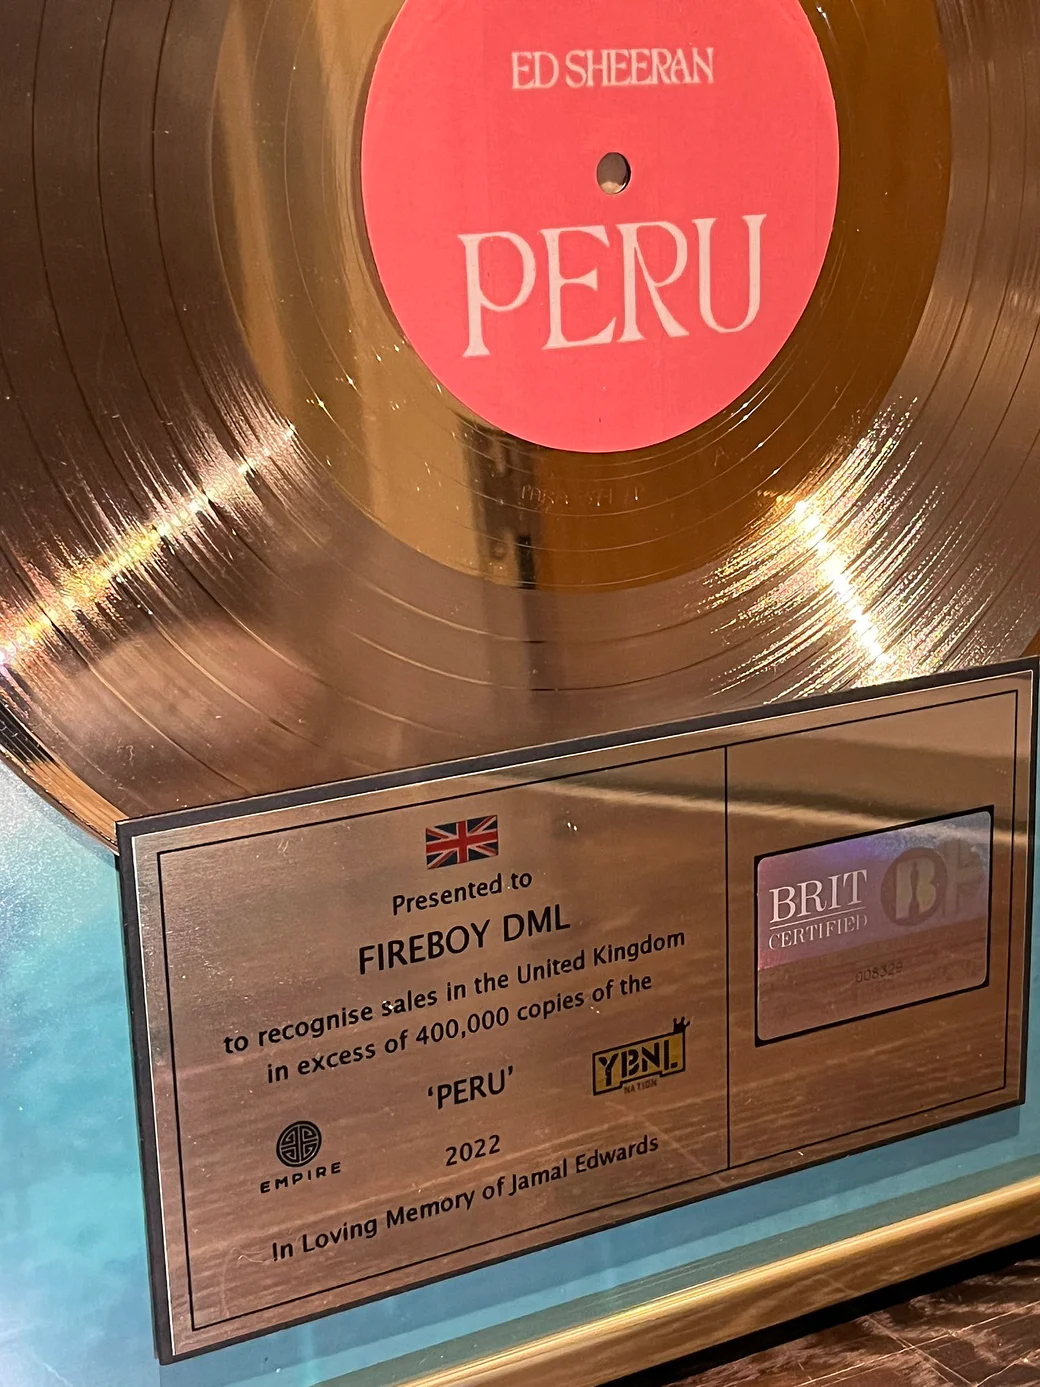 ED SHEERAN
PERU
A
Presented to
FIREBOY DML
to recognise sales in the United Kingdom
in excess of 400,000 copies of the
'PERU'
YBNL
NATION
EMPIRE
2022
In Loving Memory of Jamal Edwards
BRIT
CERTIFIED
008329